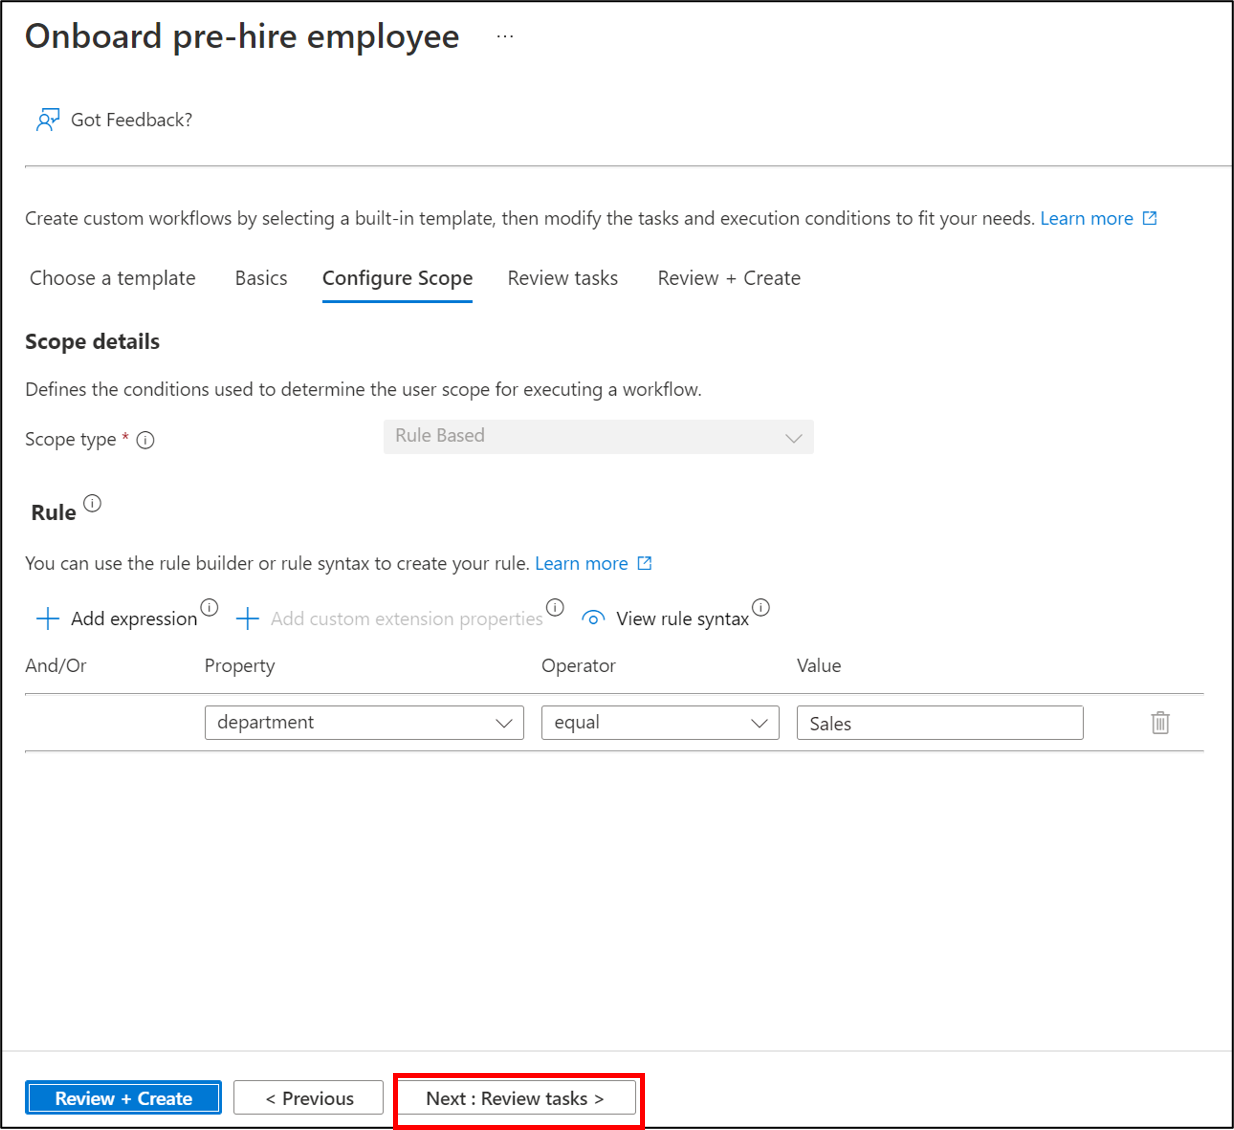 Onboard pre-hire employee ...
Got Feedback?
Create custom workflows by selecting a built-in template, then modify the tasks and execution conditions to fit your needs. Learn more
Choose a template Basics Configure Scope Review tasks Review + Create
Scope details
Defines the conditions used to determine the user scope for executing a workflow.
Scope type * Rule Based
Rule
You can use the rule builder or rule syntax to create your rule. Learn more
Add expression Add custom extension properties View rule syntax
And/Or Property Operator Value
department equal Sales
Review + Create < Previous Next : Review tasks >